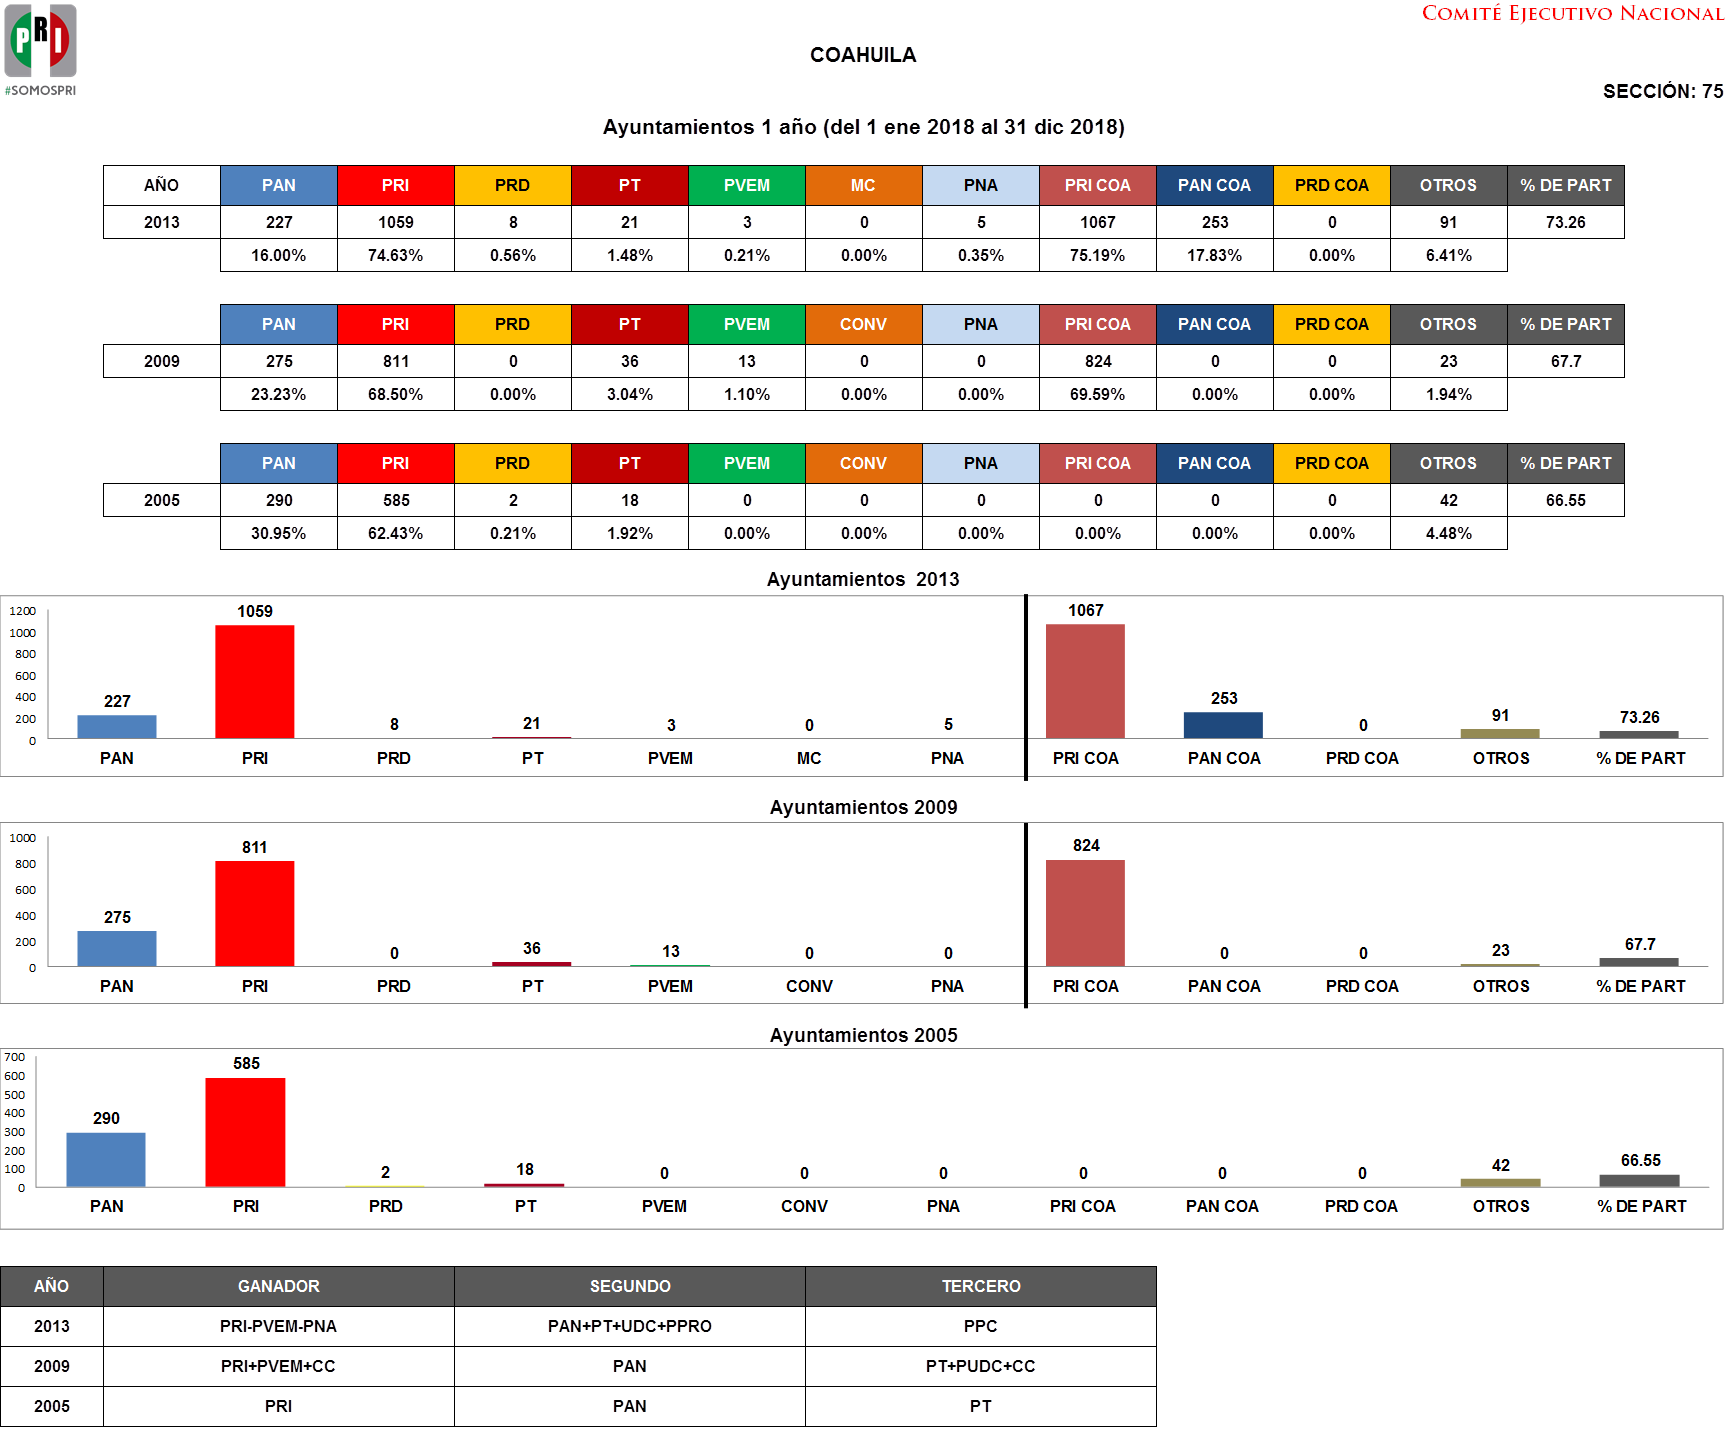 COMITÉ EJECUTIVO NACIONAL
PRI
#SOMOSPRI
COAHUILA
SECCIÓN: 75
Ayuntamientos 1 año (del 1 ene 2018 al 31 dic 2018)
AÑO PAN PRI PRD PT PVEM MC PNA PRI COA PAN COA PRD COA OTROS % DE PART
2013 227 1059 8 21 3 0 5 1067 253 0 91 73.26
16.00% 74.63% 0.56% 1.48% 0.21% 0.00% 0.35% 75.19% 17.83% 0.00% 6.41%
PAN PRI PRD PT PVEM CONV PNA PRI COA PAN COA PRD COA OTROS % DE PART
2009 275 811 0 36 13 0 0 824 0 0 23 67.7
23.23% 68.50% 0.00% 3.04% 1.10% 0.00% 0.00% 69.59% 0.00% 0.00% 1.94%
PAN PRI PRD PT PVEM CONV PNA PRI COA PAN COA PRD COA OTROS % DE PART
2005 290 585 2 18 0 0 0 0 0 0 42 66.55
30.95% 62.43% 0.21% 1.92% 0.00% 0.00% 0.00% 0.00% 0.00% 0.00% 4.48%
Ayuntamientos 2013
1200
1000
800
600
400
200
0
227 1059 8 21 3 0 5 1067 253 0 91 73.26
PAN PRI PRD PT PVEM MC PNA PRI COA PAN COA PRD COA OTROS % DE PART
Ayuntamientos 2009
1000
800
600
400
200
0
275 811 0 36 13 0 0 824 0 0 23 67.7
PAN PRI PRD PT PVEM CONV PNA PRI COA PAN COA PRD COA OTROS % DE PART
Ayuntamientos 2005
700
600
500
400
300
200
100
0
290 585 2 18 0 0 0 0 0 0 42 66.55
PAN PRI PRD PT PVEM CONV PNA PRI COA PAN COA PRD COA OTROS % DE PART
AÑO GANADOR SEGUNDO TERCERO
2013 PRI-PVEM-PNA PAN+PT+UDC+PPRO PPC
2009 PRI+PVEM+CC PAN PT+PUDC+CC
2005 PRI PAN PT